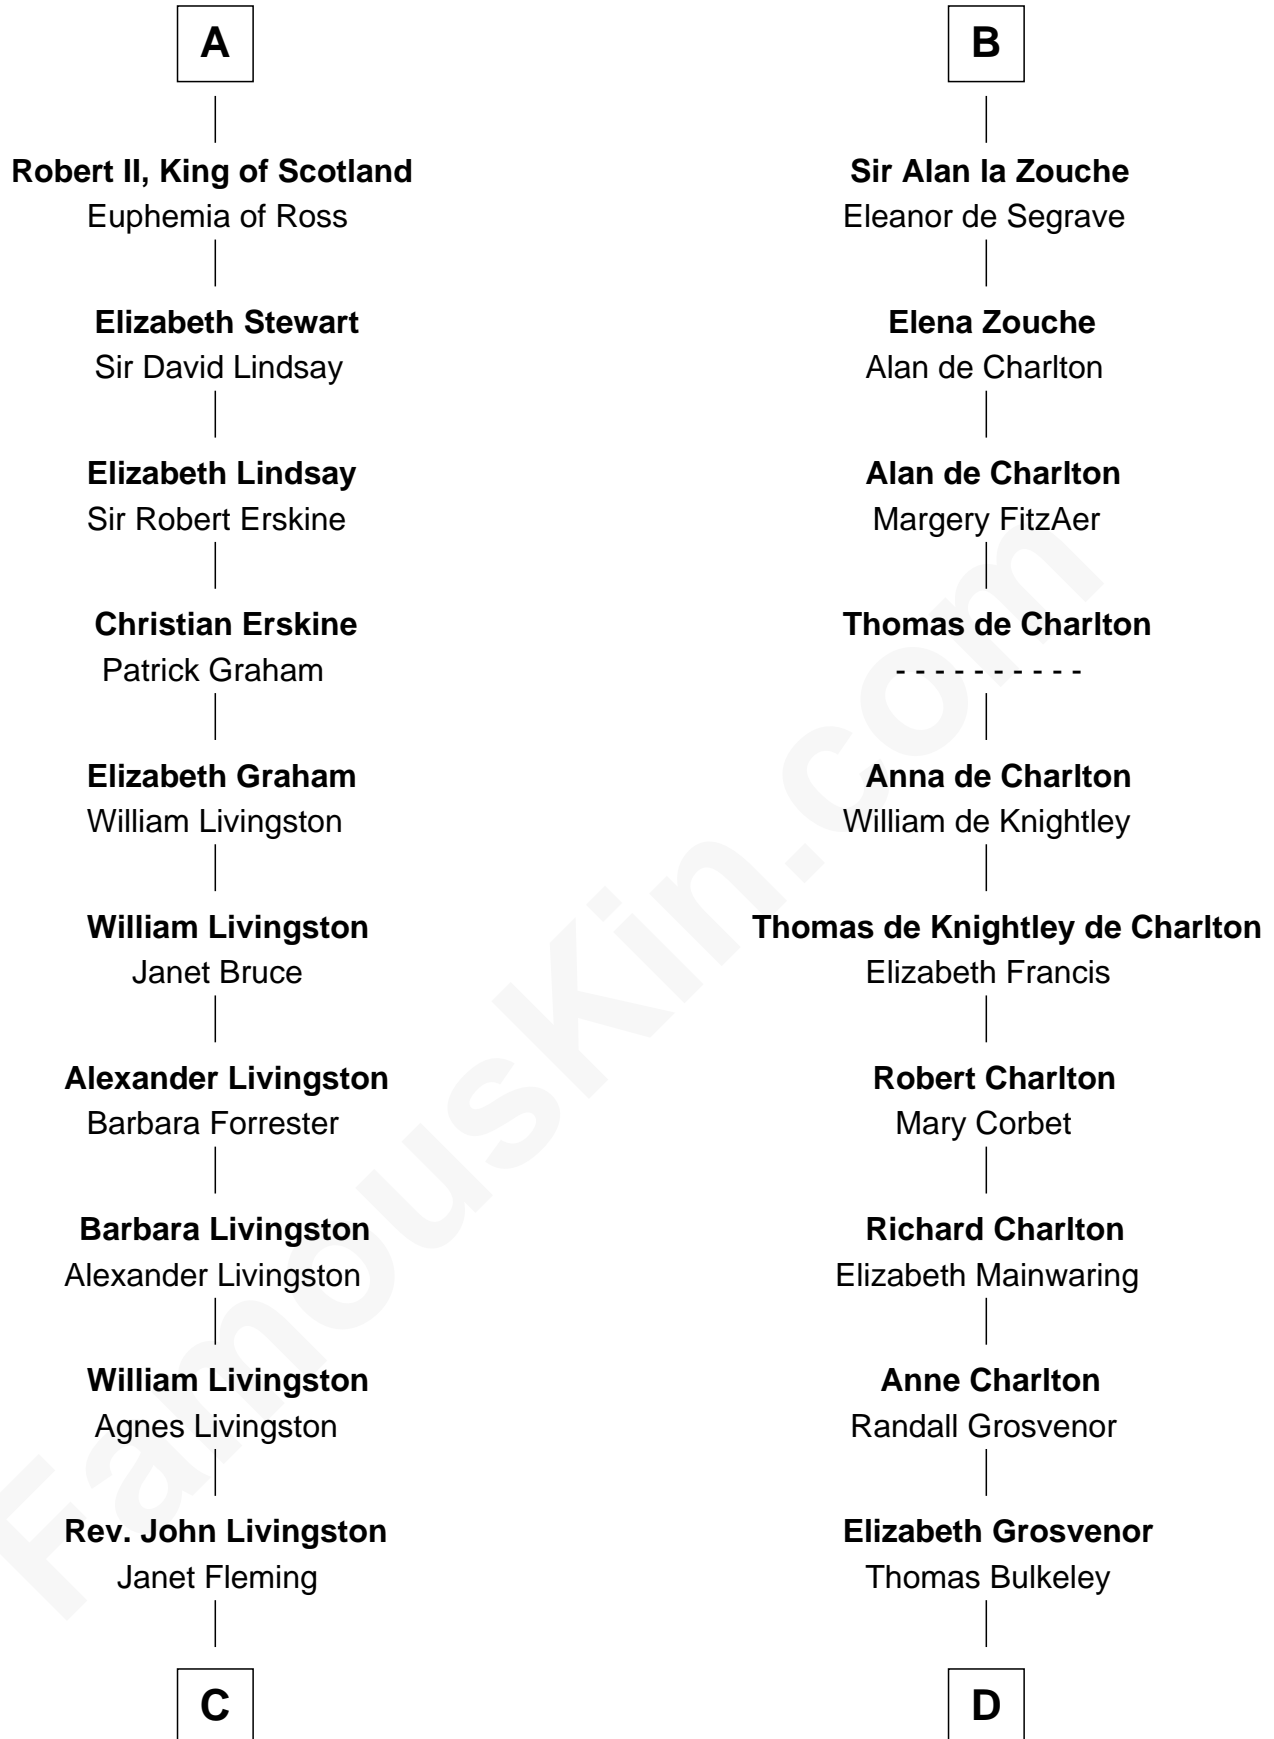 A
Robert II, King of Scotland
Euphemia of Ross
Elizabeth Stewart
Sir David Lindsay
Elizabeth Lindsay
Sir Robert Erskine
Christian Erskine
Patrick Graham
Elizabeth Graham
William Livingston
William Livingston
Janet Bruce
Alexander Livingston
Barbara Forrester
Barbara Livingston
Alexander Livingston
William Livingston
Agnes Livingston
Rev. John Livingston
Janet Fleming
C
B
Sir Alan la Zouche
Eleanor de Segrave
Elena Zouche
Alan de Charlton
Alan de Charlton
Margery FitzAer
Thomas de Charlton
- - - - - - - - - -
Anna de Charlton
William de Knightley
Thomas de Knightley de Charlton
Elizabeth Francis
Robert Charlton
Mary Corbet
Richard Charlton
Elizabeth Mainwaring
Anne Charlton
Randall Grosvenor
Elizabeth Grosvenor
Thomas Bulkeley
D
FamousKin.com